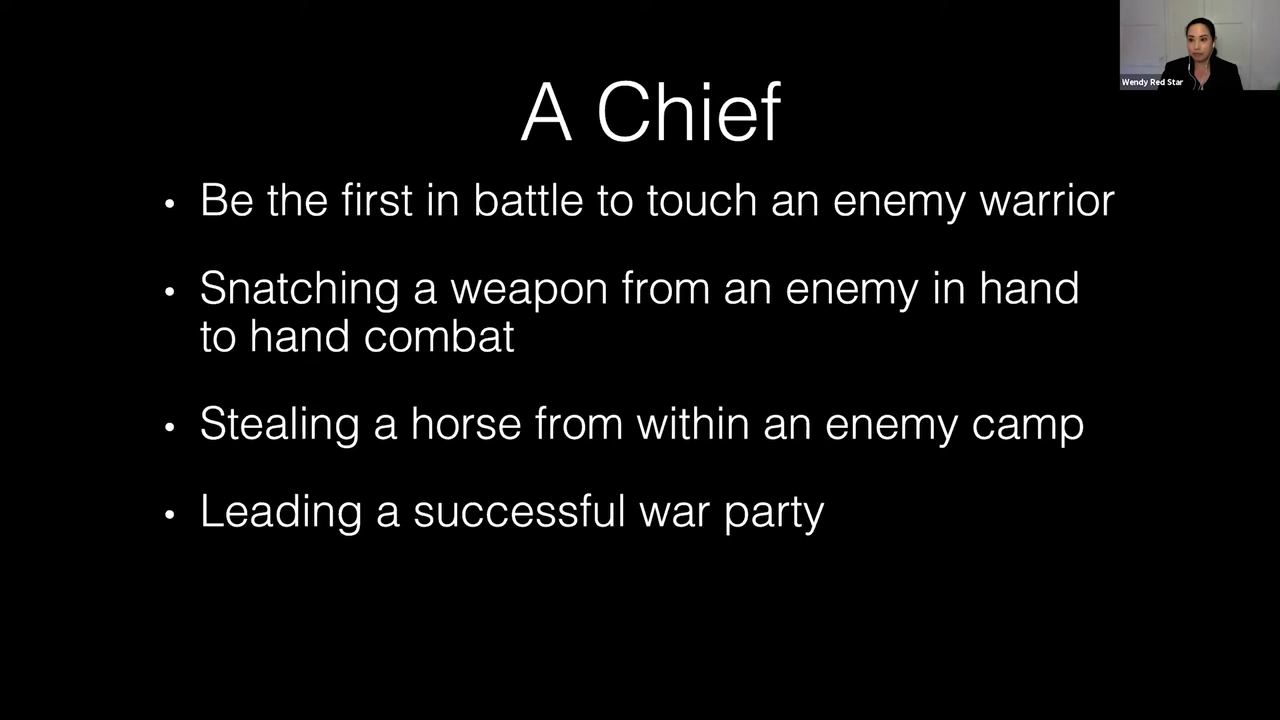 Wendy Red Star
A Chief
• Be the first in battle to touch an enemy warrior
• Snatching a weapon from an enemy in hand
to hand combat
• Stealing a horse from within an enemy camp
• Leading a successful war party